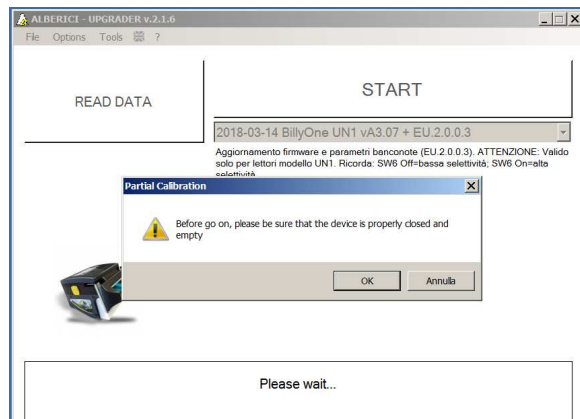 ALBERICI - UPGRADER v.2.1.6
File Options Tools ?
READ DATA
START
2018-03-14 BillyOne UN1 vA3.07 + EU.2.0.0.3
Aggiornamento firmware e parametri banconote (EU.2.0.0.3). ATTENZIONE: Valido
solo per lettori modello UN1. Ricorda: SW6 Off=bassa selettività; SW6 On=alta
selettività
Partial Calibration
Before go on, please be sure that the device is properly closed and
empty
OK Annulla
Please wait...